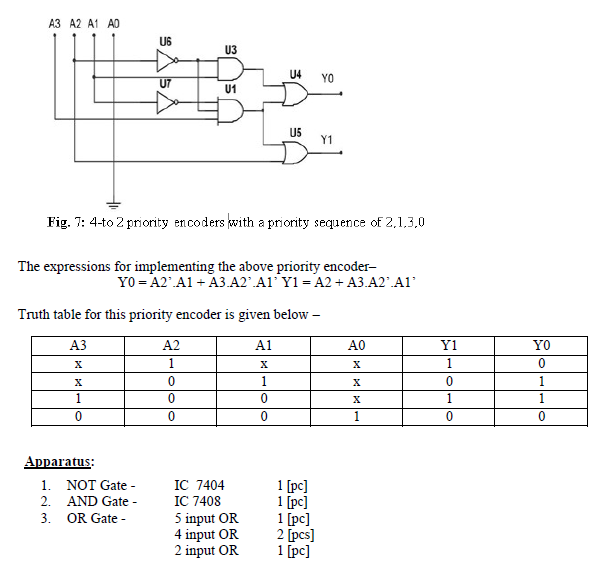 A3 A2 A1 A0
U6
U3
U4 Y0
U7
U1
U5
Y1
Fig. 7: 4-to 2 priority encoders with a priority sequence of 2,1,3,0
The expressions for implementing the above priority encoder–
Y0 = A2’.A1 + A3.A2’.A1’ Y1 = A2 + A3.A2’.A1’
Truth table for this priority encoder is given below –
A3 A2 A1 A0 Y1 Y0
x 1 x x 1 0
x 0 1 x 0 1
1 0 0 x 1 1
0 0 0 1 0 0
Apparatus:
1. NOT Gate - IC 7404 1 [pc]
2. AND Gate - IC 7408 1 [pc]
3. OR Gate - 5 input OR 1 [pc]
4 input OR 2 [pcs]
2 input OR 1 [pc]